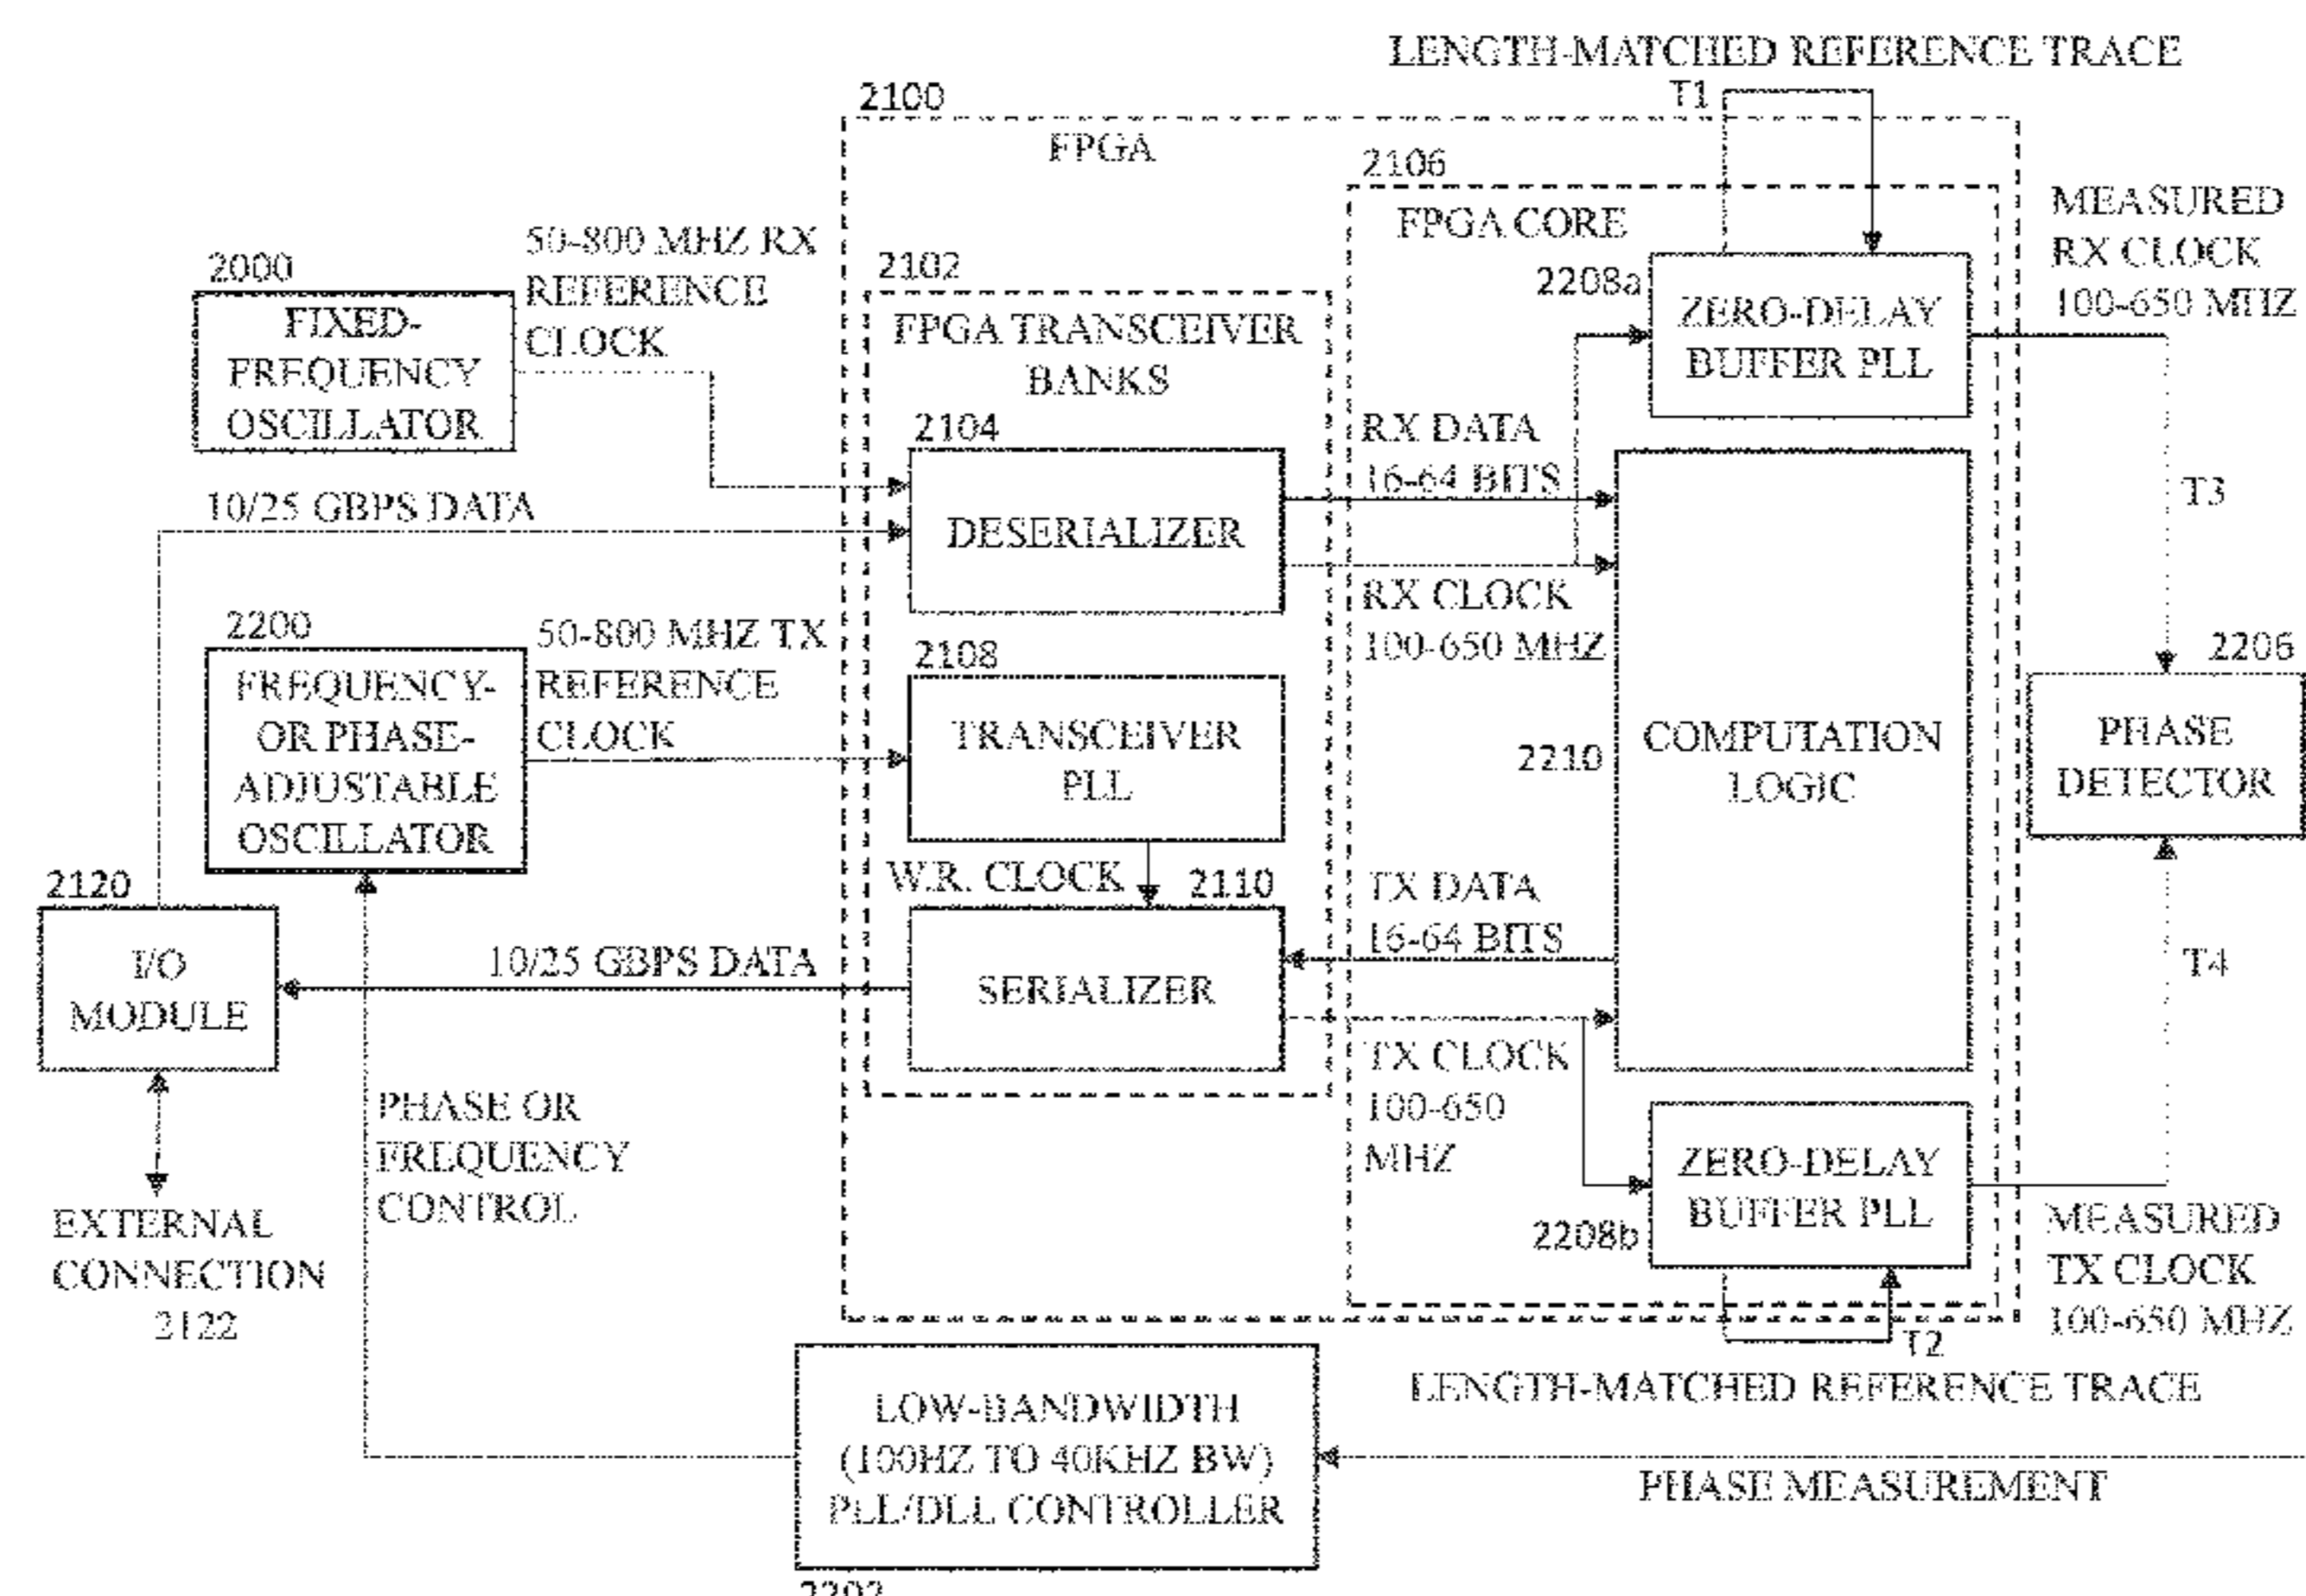 LENGTH-MATCHED REFERENCE TRACE
T1
2100
FPGA
2106
FPGA CORE
MEASURED
RX CLOCK
100-650 MHZ
50-800 MHZ RX
REFERENCE
CLOCK
2000
FIXED-
FREQUENCY
OSCILLATOR
2102
FPGA TRANSCEIVER
BANKS
2208a
ZERO-DELAY
BUFFER PLL
2104
DESERIALIZER
RX DATA
16-64 BITS
10/25 GBPS DATA
T3
RX CLOCK
100-650 MHZ
2200
FREQUENCY-
OR PHASE-
ADJUSTABLE
OSCILLATOR
50-800 MHZ TX
REFERENCE
CLOCK
2108
TRANSCEIVER
PLL
2210
COMPUTATION
LOGIC
2206
PHASE
DETECTOR
W.R. CLOCK
2110
SERIALIZER
TX DATA
16-64 BITS
2120
I/O
MODULE
10/25 GBPS DATA
T4
TX CLOCK
100-650
MHZ
PHASE OR
FREQUENCY
CONTROL
ZERO-DELAY
BUFFER PLL
2208b
MEASURED
TX CLOCK
100-650 MHZ
EXTERNAL
CONNECTION
2122
T2
LENGTH-MATCHED REFERENCE TRACE
LOW-BANDWIDTH
(100HZ TO 40KHZ BW)
PLL/DLL CONTROLLER
PHASE MEASUREMENT